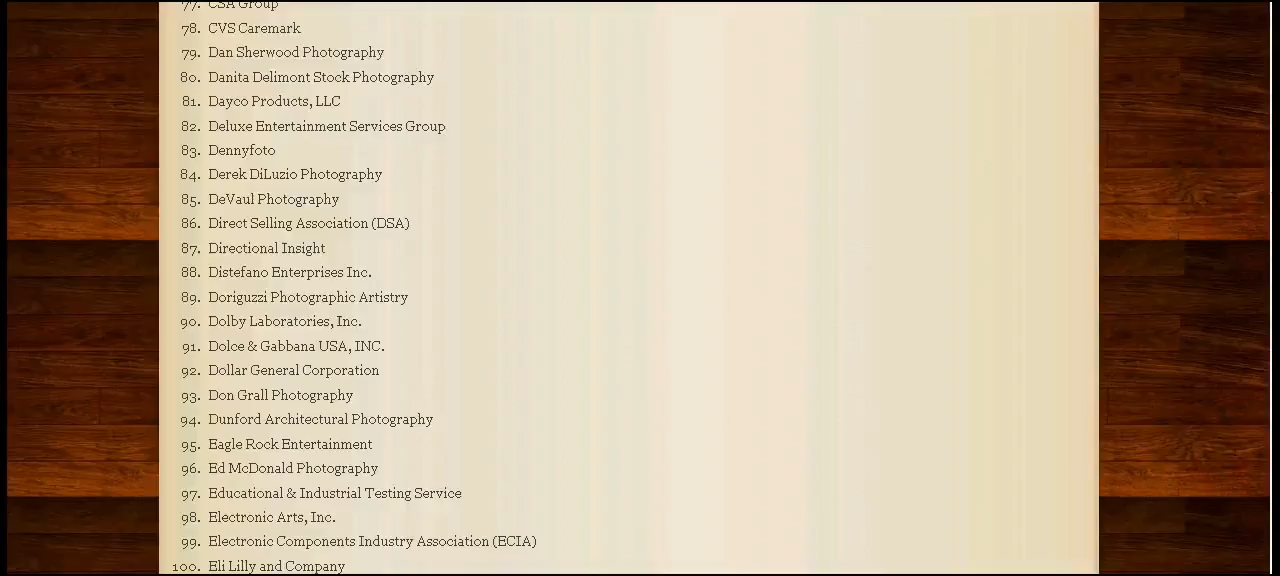 77. CSA Group
78. CVS Caremark
79. Dan Sherwood Photography
80. Danita Delimont Stock Photography
81. Dayco Products, LLC
82. Deluxe Entertainment Services Group
83. Dennyfoto
84. Derek DiLuzio Photography
85. DeVaul Photography
86. Direct Selling Association (DSA)
87. Directional Insight
88. Distefano Enterprises Inc.
89. Doriguzzi Photographic Artistry
90. Dolby Laboratories, Inc.
91. Dolce & Gabbana USA, INC.
92. Dollar General Corporation
93. Don Grall Photography
94. Dunford Architectural Photography
95. Eagle Rock Entertainment
96. Ed McDonald Photography
97. Educational & Industrial Testing Service
98. Electronic Arts, Inc.
99. Electronic Components Industry Association (ECIA)
100. Eli Lilly and Company